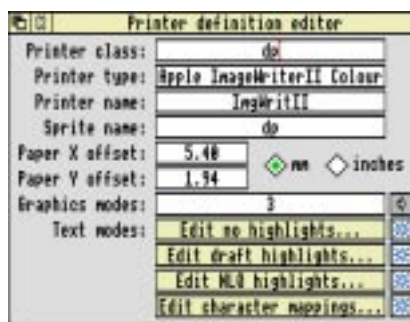 Printer definition editor
Printer class: dp
Printer type: Apple ImageWriterII Colour
Printer name: ImgWritII
Sprite name: dp
Paper X offset: 5.40
mm inches
Paper Y offset: 1.94
Graphics modes: 3
Text modes: Edit no highlights...
Edit draft highlights...
Edit NLQ highlights...
Edit character mappings...